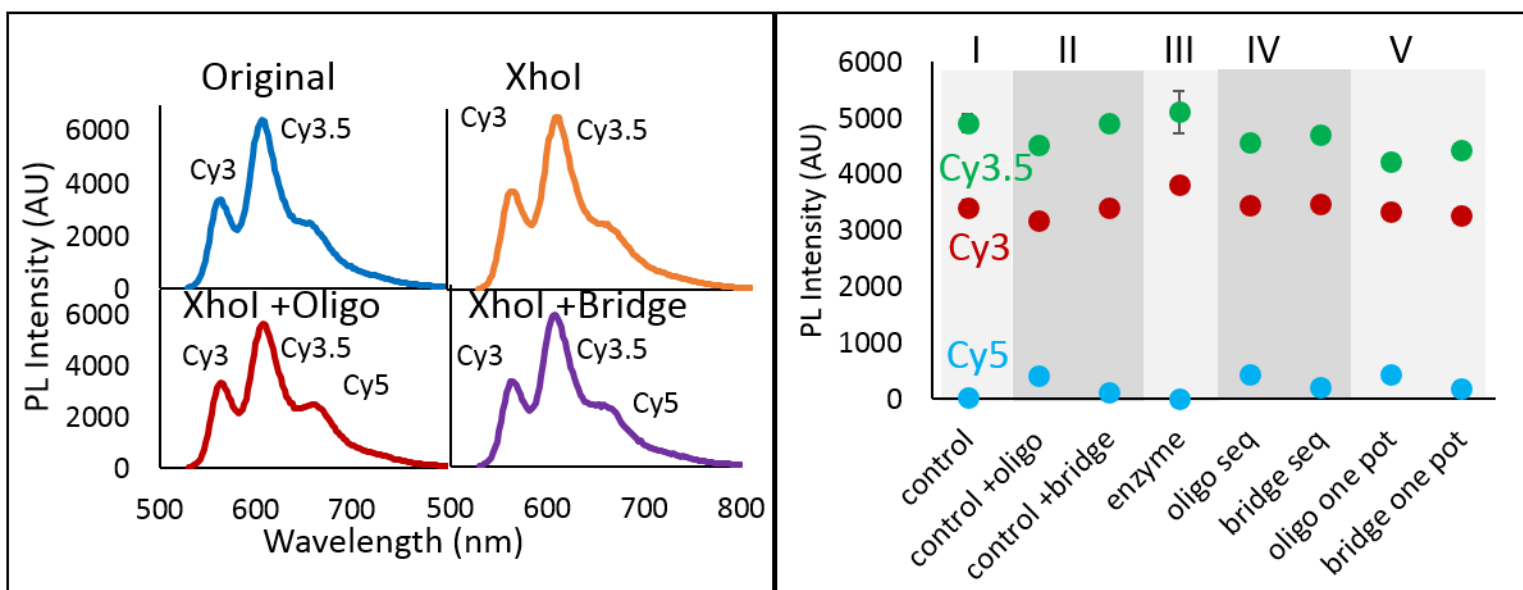 Original
XhoI
6000
4000
2000
0
Cy3
Cy3.5
Cy3
Cy3.5
XhoI +Oligo
XhoI +Bridge
6000
4000
2000
0
Cy3
Cy3.5
Cy5
Cy3
Cy3.5
Cy5
PL Intensity (AU)
500 600 700 500 600 700 800
Wavelength (nm)
I II III IV V
6000
5000
4000
3000
2000
1000
0
PL Intensity (AU)
Cy3.5
Cy3
Cy5
control
control +oligo
control +bridge
enzyme
oligo seq
bridge seq
oligo one pot
bridge one pot